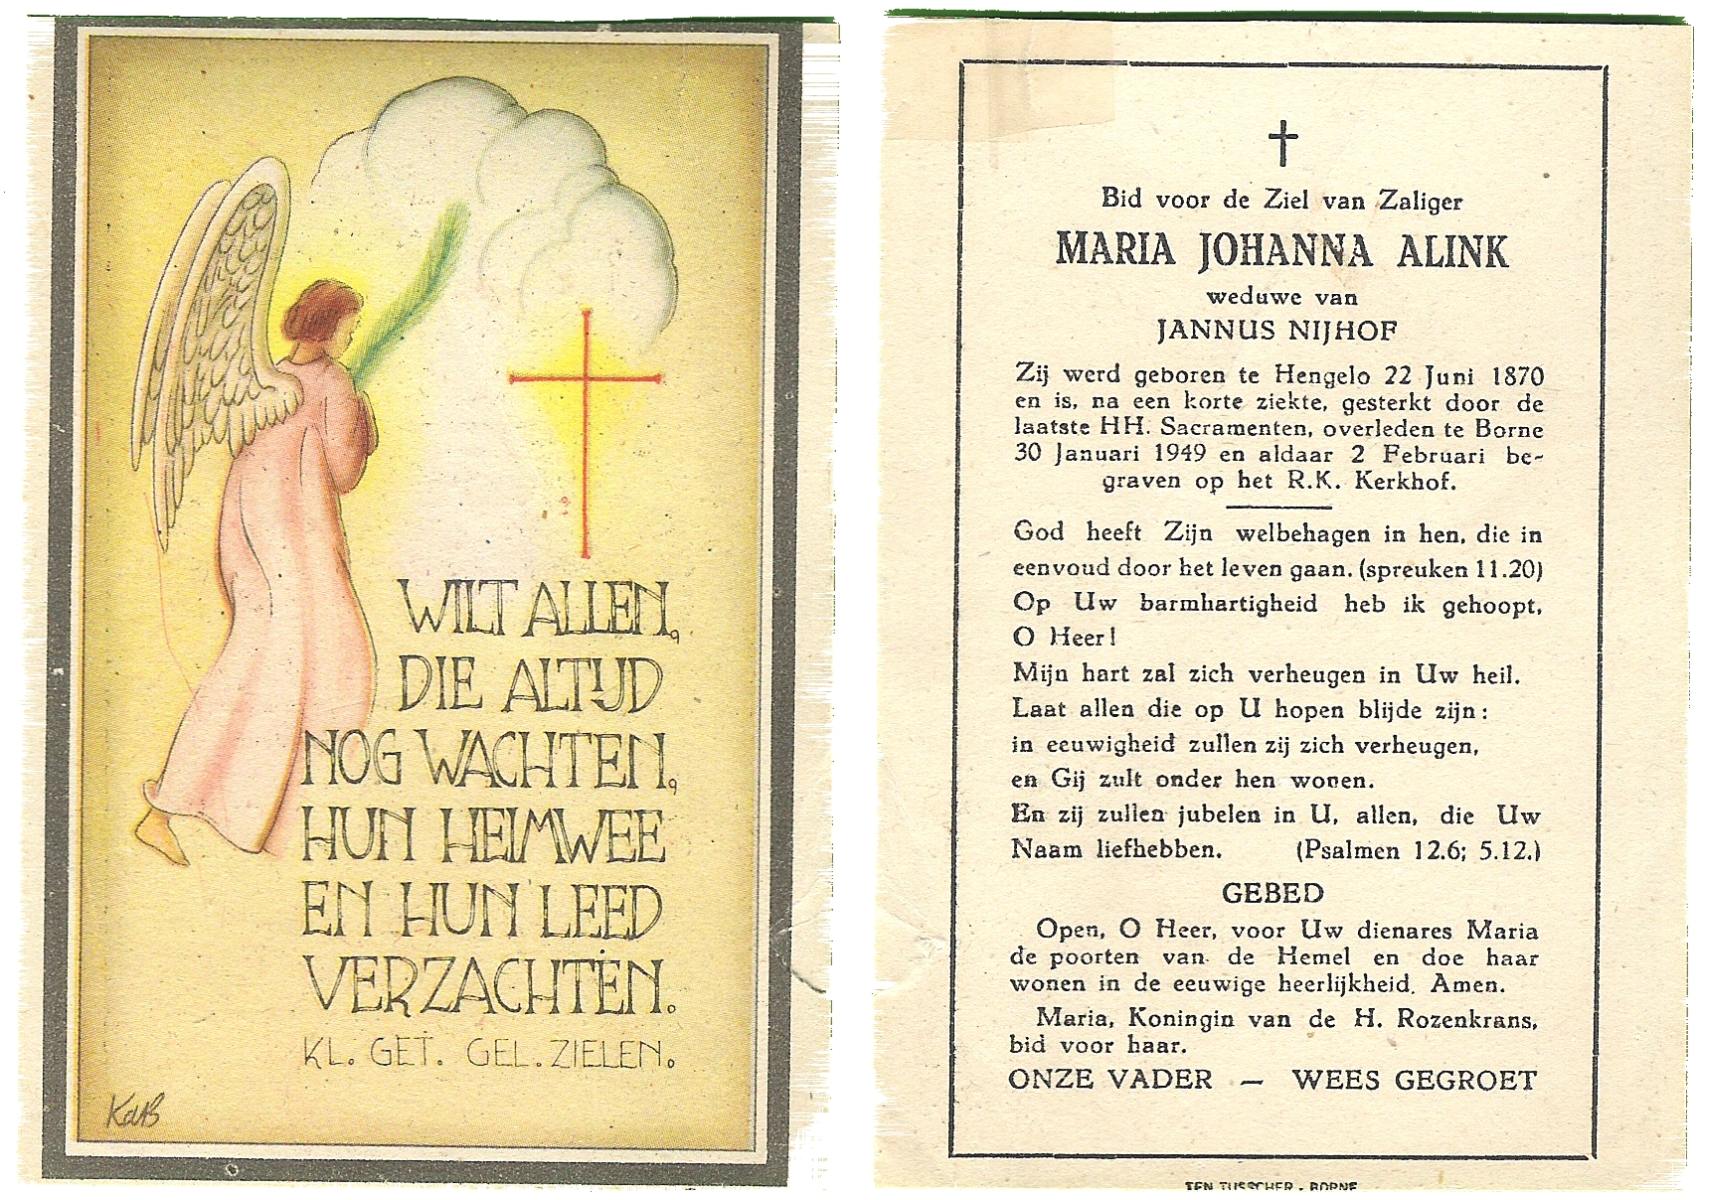 WILT ALLEN,
DIE ALTIJD
NOG WACHTEN,
HUN HEIMWEE
EN HUN LEED
VERZACHTEN.
KL. GET. GEL. ZIELEN.
Bid voor de Ziel van Zaliger
MARIA JOHANNA ALINK
weduwe van
JANNUS NIJHOF
Zij werd geboren te Hengelo 22 Juni 1870
en is, na een korte ziekte, gesterkt door de
laatste HH. Sacramenten, overleden te Borne
30 Januari 1949 en aldaar 2 Februari be-
graven op het R.K. Kerkhof.
God heeft Zijn welbehagen in hen, die in
eenvoud door het leven gaan. (spreuken 11.20)
Op Uw barmhartigheid heb ik gehoopt,
O Heer!
Mijn hart zal zich verheugen in Uw heil.
Laat allen die op U hopen blijde zijn:
in eeuwigheid zullen zij zich verheugen,
en Gij zult onder hen wonen.
En zij zullen jubelen in U, allen, die Uw
Naam liefhebben. (Psalmen 12.6; 5.12.)
GEBED
Open, O Heer, voor Uw dienares Maria
de poorten van de Hemel en doe haar
wonen in de eeuwige heerlijkheid. Amen.
Maria, Koningin van de H. Rozenkrans,
bid voor haar.
ONZE VADER — WEES GEGROET
TEN TUSSCHER - BORNE